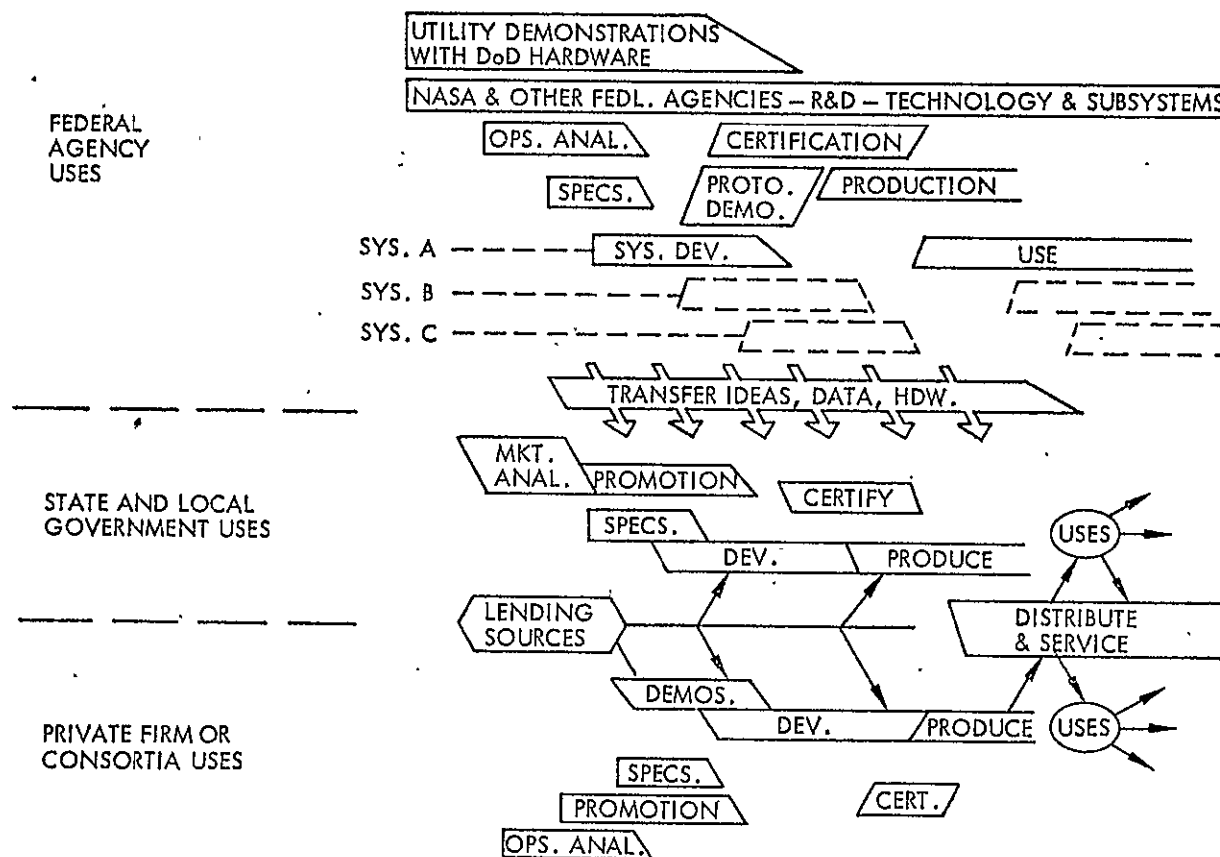 UTILITY DEMONSTRATIONS
WITH DoD HARDWARE
NASA & OTHER FEDL. AGENCIES – R&D – TECHNOLOGY & SUBSYSTEMS
FEDERAL
AGENCY
USES
OPS. ANAL.
CERTIFICATION
SPECS.
PROTO.
DEMO.
PRODUCTION
SYS. A
SYS. DEV.
USE
SYS. B
SYS. C
TRANSFER IDEAS, DATA, HDW.
STATE AND LOCAL
GOVERNMENT USES
MKT.
ANAL.
PROMOTION
CERTIFY
SPECS.
DEV.
PRODUCE
USES
LENDING
SOURCES
DISTRIBUTE
& SERVICE
PRIVATE FIRM OR
CONSORTIA USES
DEMOS.
DEV.
PRODUCE
USES
SPECS.
PROMOTION
CERT.
OPS. ANAL.